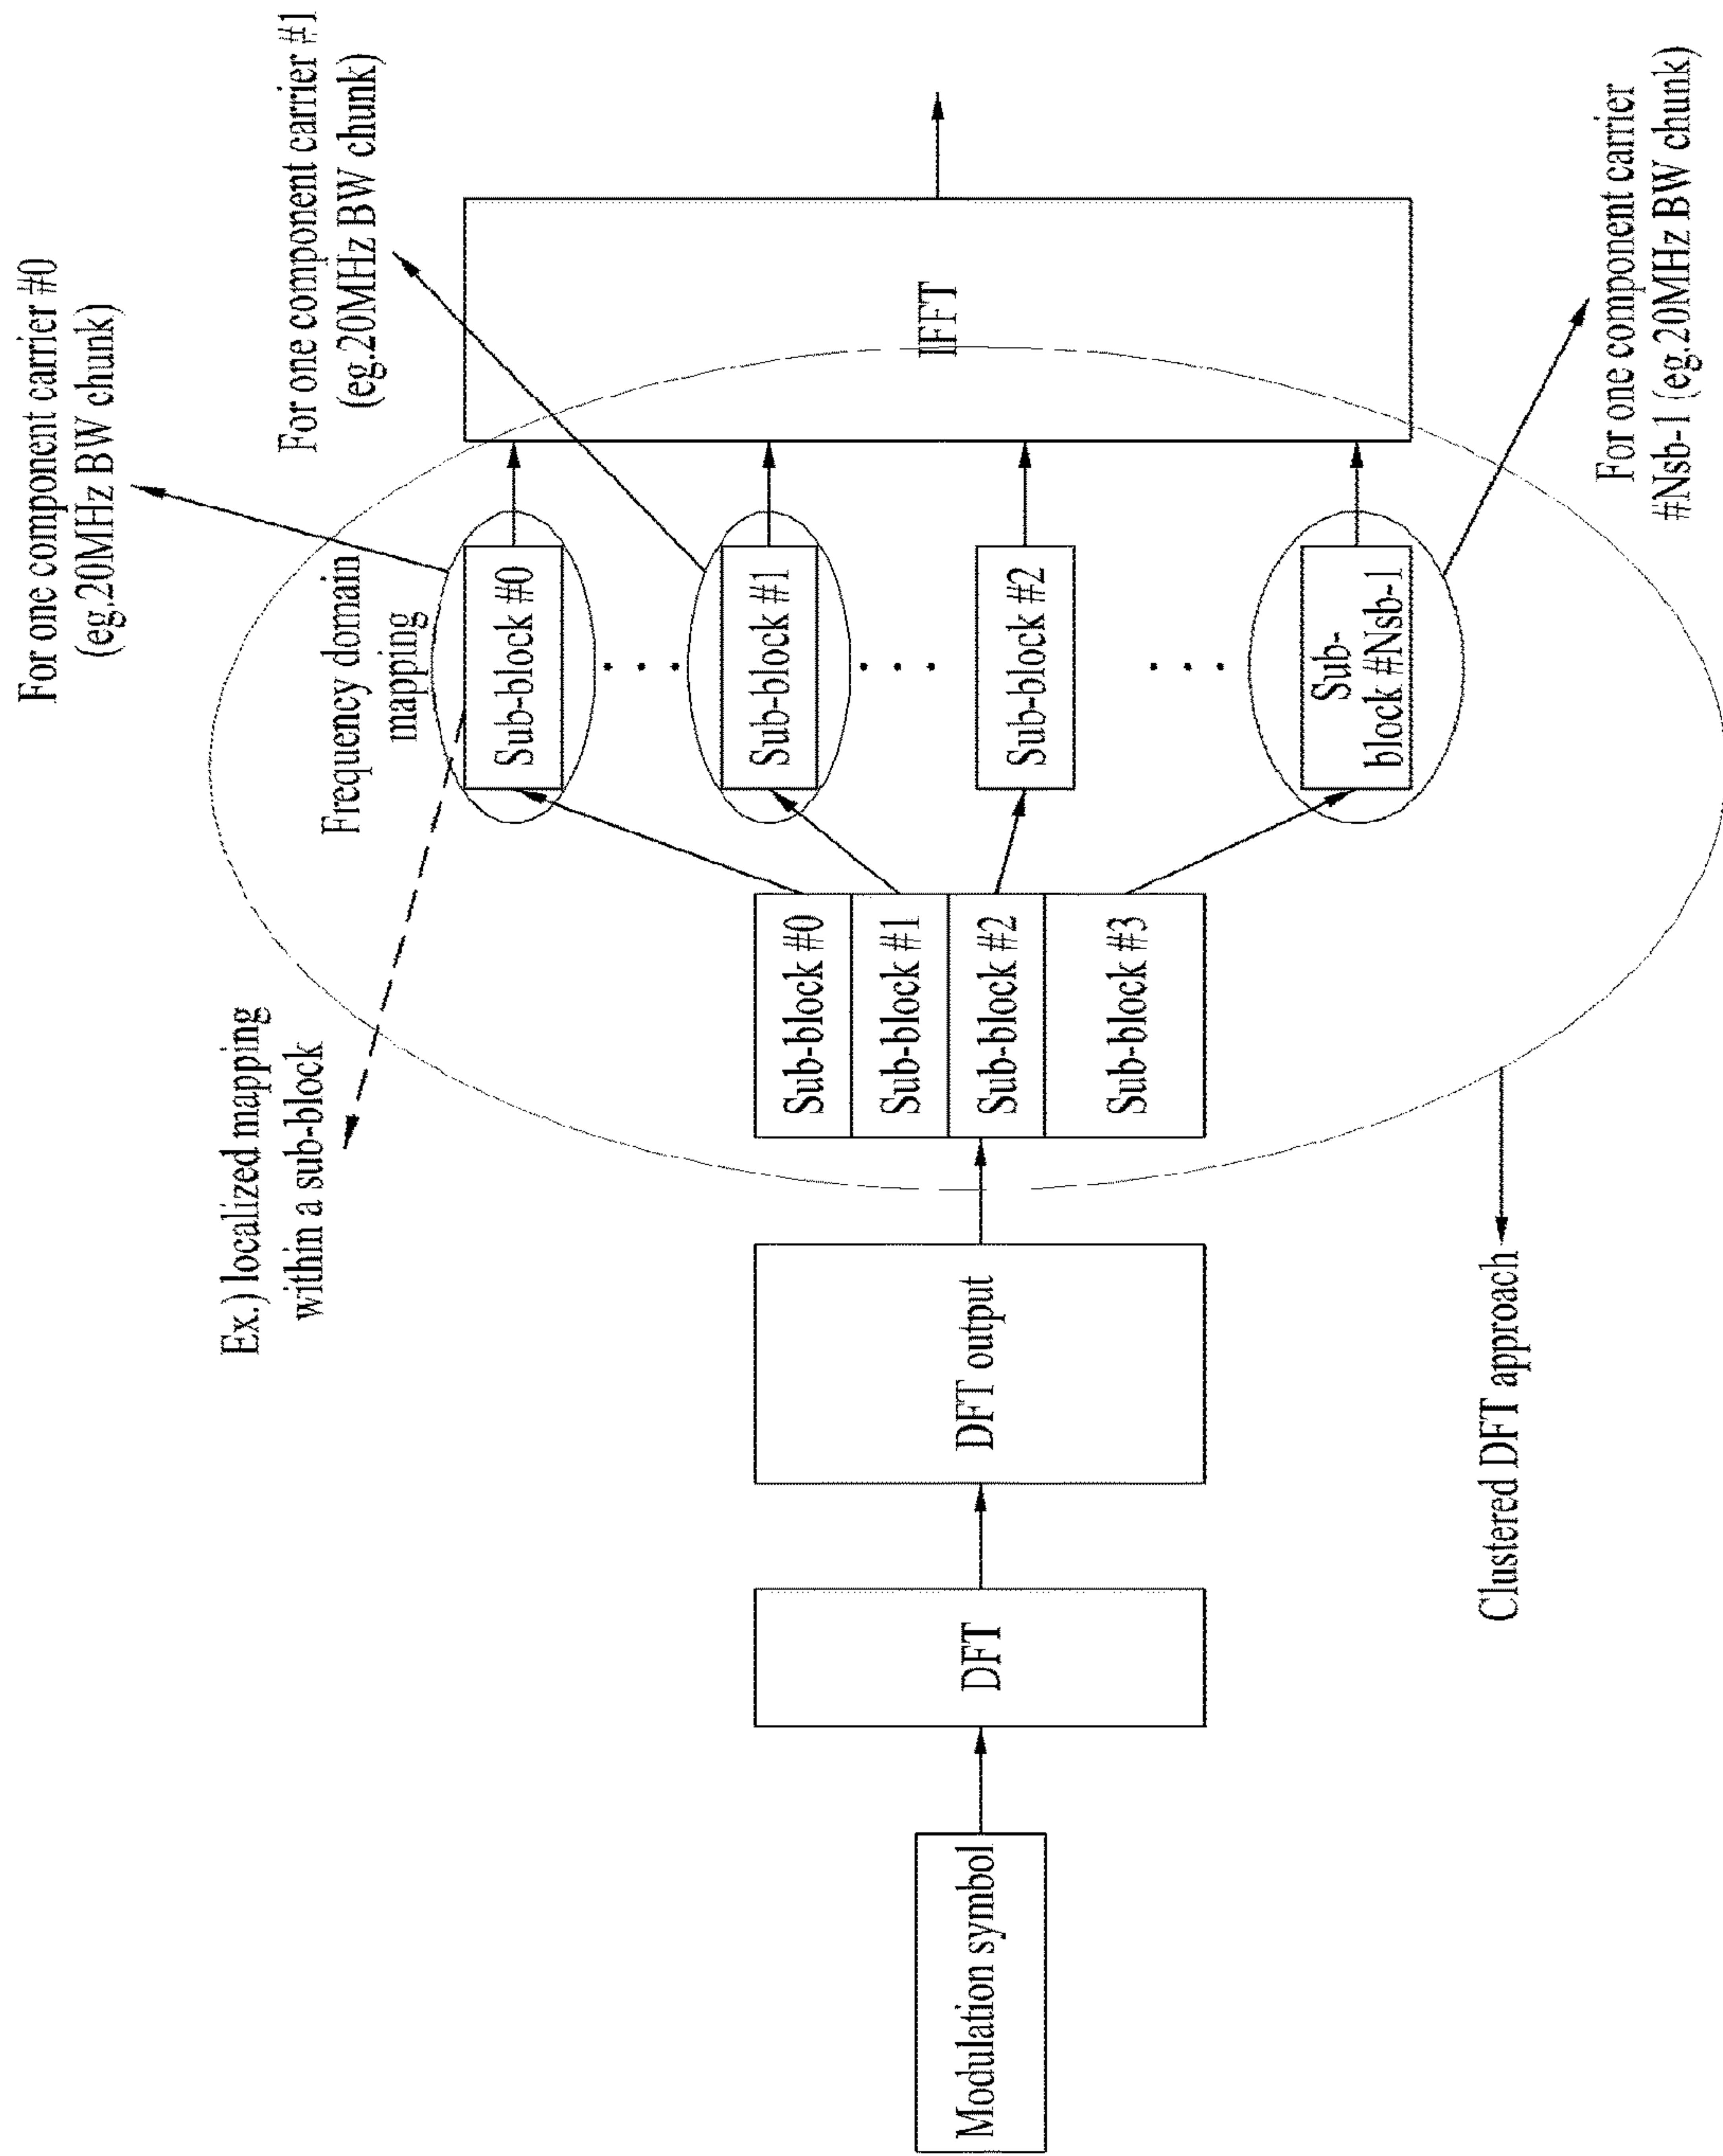 Modulation symbol
DFT
DFT output
Sub-block #0
Sub-block #1
Sub-block #2
Sub-block #3
Ex.) localized mapping
within a sub-block
Clustered DFT approach
Frequency domain
mapping
Sub-block #0
Sub-block #1
Sub-block #2
Sub-
block #Nsb-1
IFFT
For one component carrier #0
(eg.20MHz BW chunk)
For one component carrier #1
(eg.20MHz BW chunk)
For one component carrier
#Nsb-1 (eg.20MHz BW chunk)